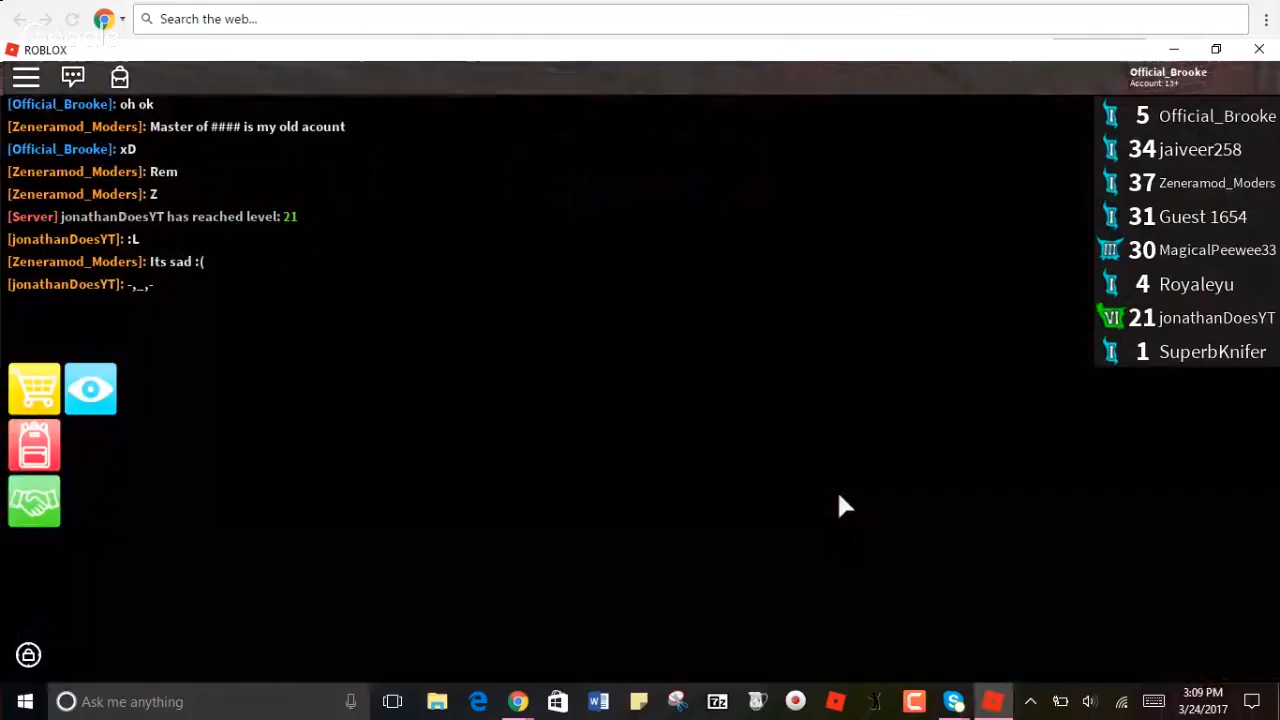 Search the web...
Google
ROBLOX
Official_Brooke
Account: 13+
[Official_Brooke]: oh ok
[Zeneramod_Moders]: Master of #### is my old acount
[Official_Brooke]: xD
[Zeneramod_Moders]: Rem
[Zeneramod_Moders]: Z
[Server] jonathanDoesYT has reached level: 21
[jonathanDoesYT]: :L
[Zeneramod_Moders]: Its sad :(
[jonathanDoesYT]: -,_,-
I 5 Official_Brooke
I 34 jaiveer258
I 37 Zeneramod_Moders
I 31 Guest 1654
III 30 MagicalPeewee33
I 4 Royaleyu
VI 21 jonathanDoesYT
I 1 SuperbKnifer
Ask me anything
3:09 PM
3/24/2017